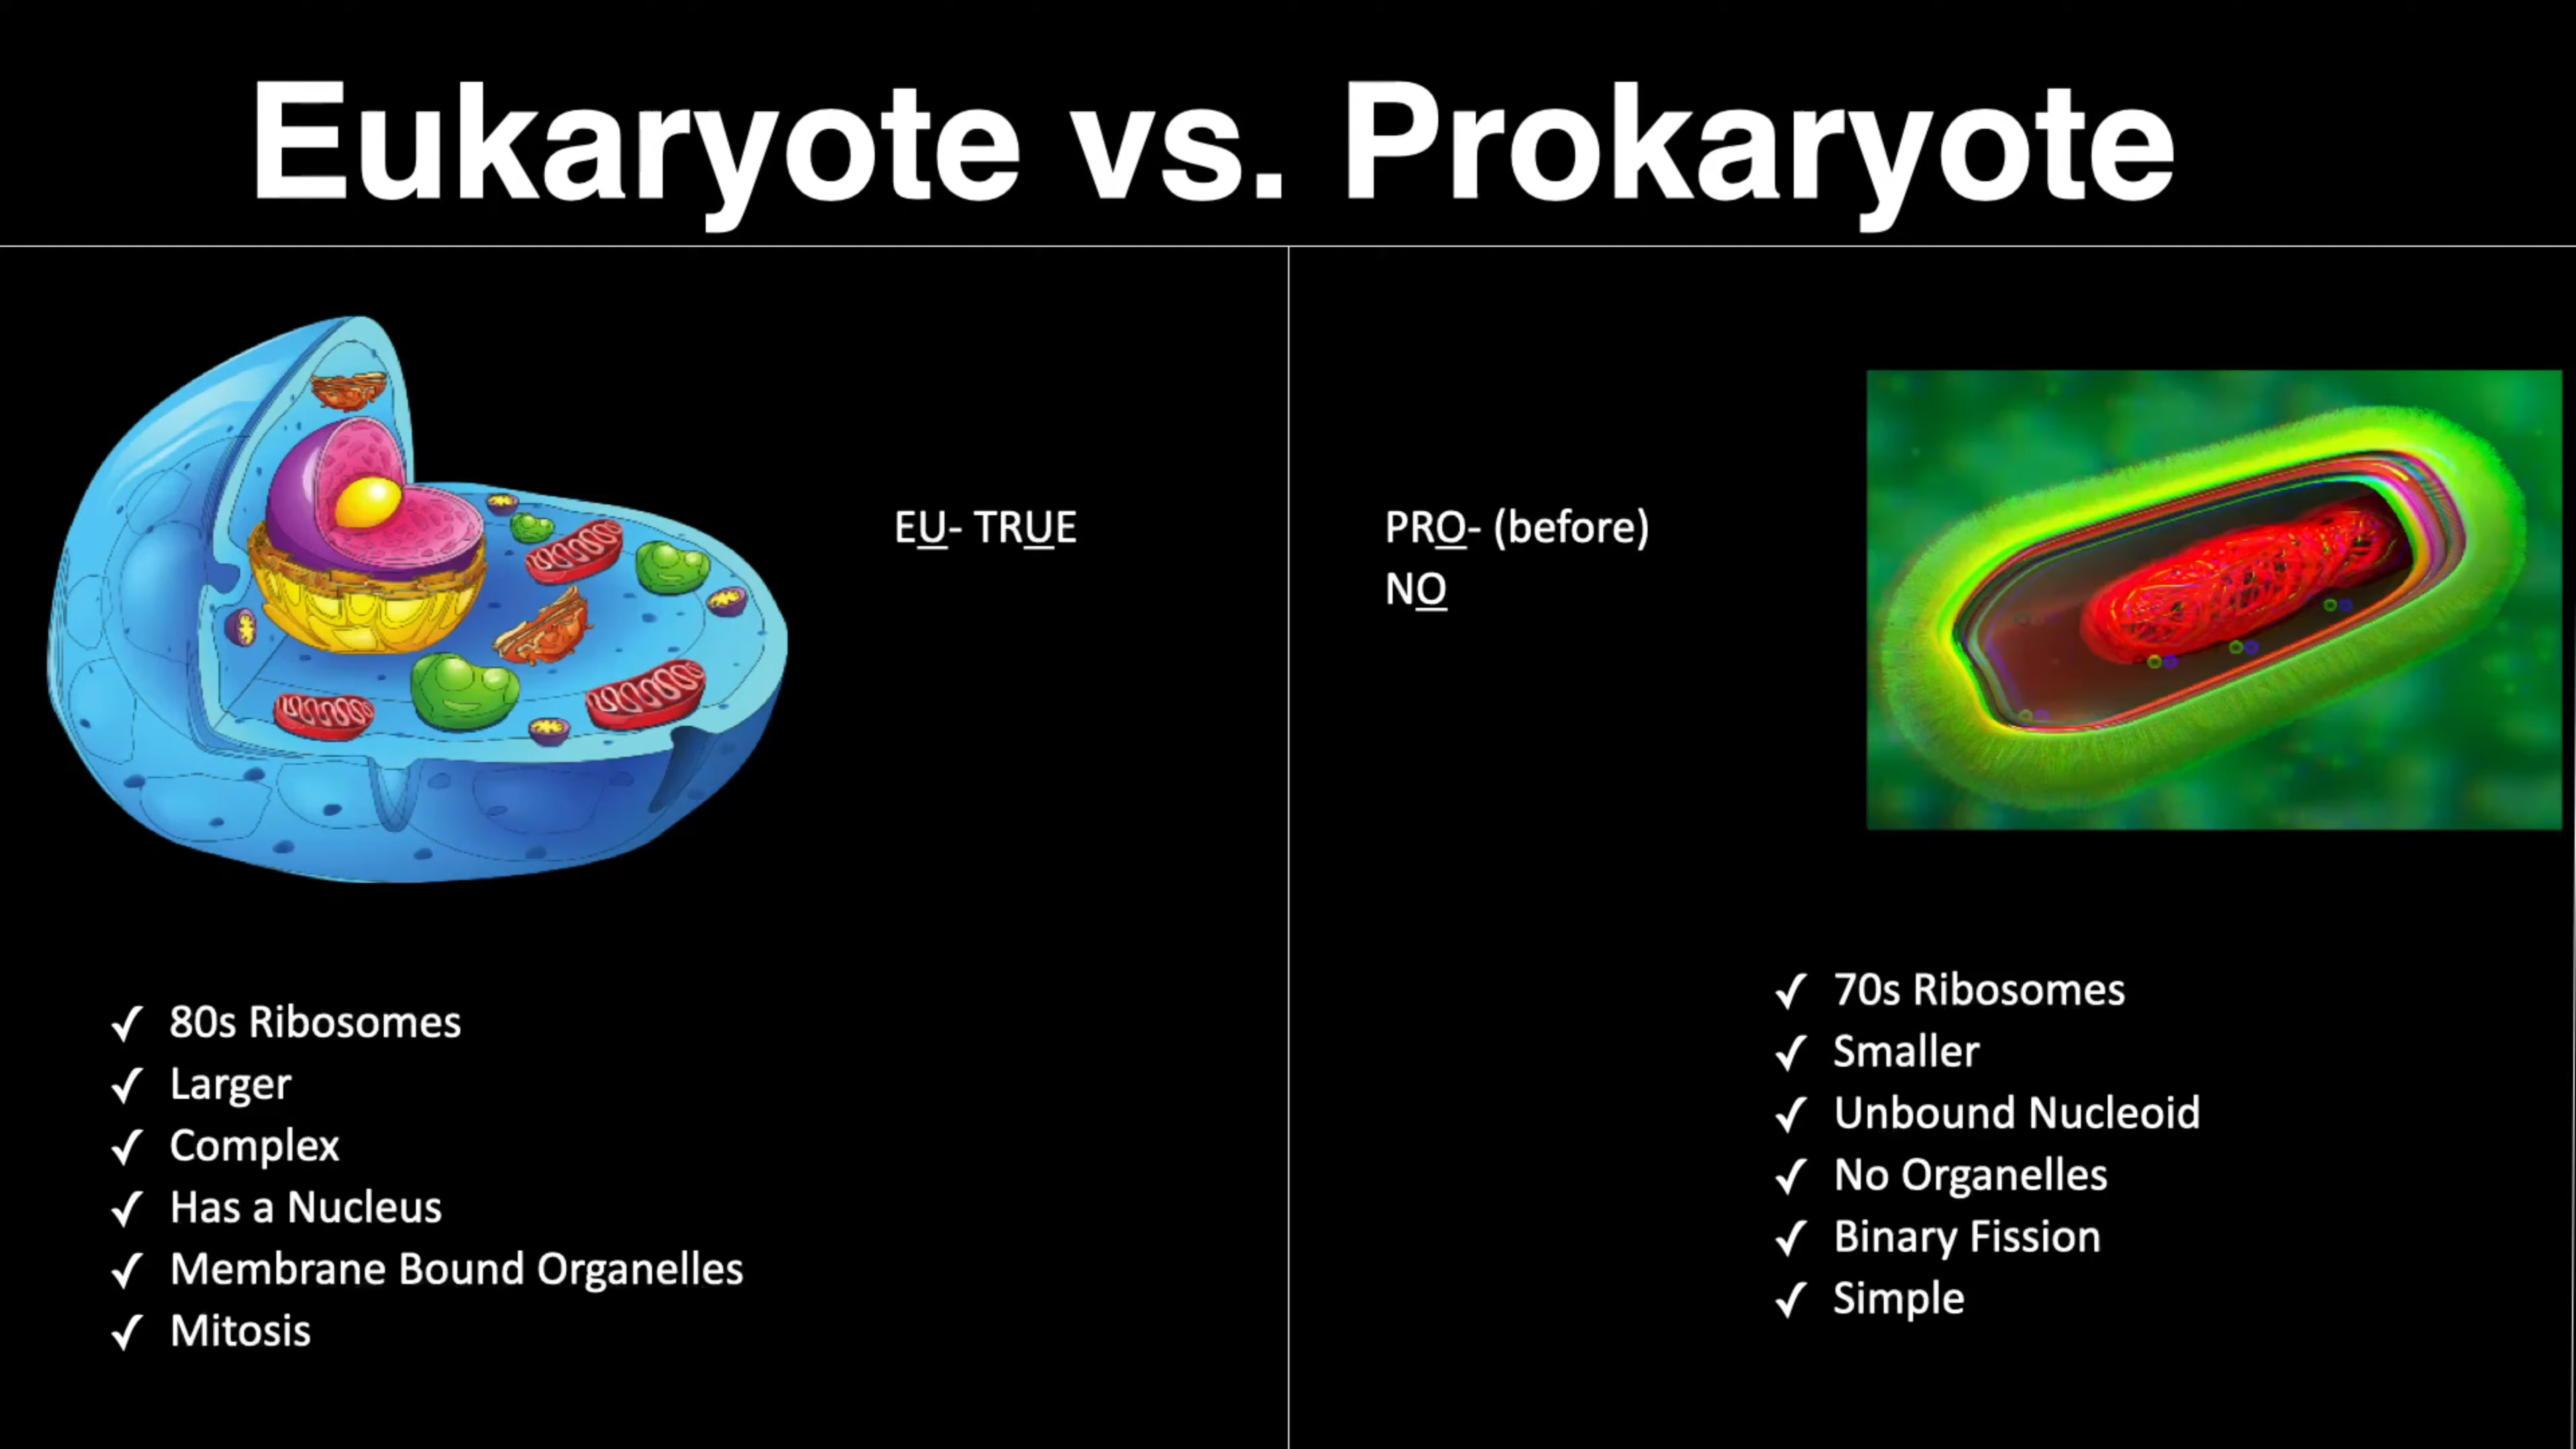 Eukaryote vs. Prokaryote
EU- TRUE
✓ 80s Ribosomes
✓ Larger
✓ Complex
✓ Has a Nucleus
✓ Membrane Bound Organelles
✓ Mitosis
PRO- (before)
NO
✓ 70s Ribosomes
✓ Smaller
✓ Unbound Nucleoid
✓ No Organelles
✓ Binary Fission
✓ Simple